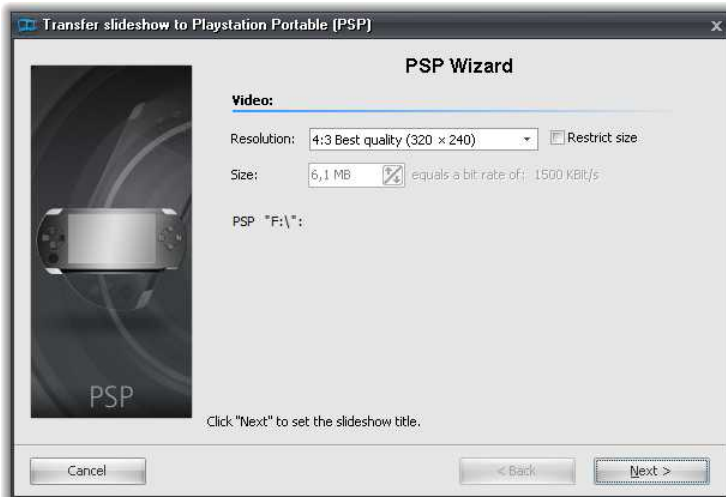 Transfer slideshow to Playstation Portable (PSP)
x
PSP Wizard
Video:
Resolution: 4:3 Best quality (320 × 240) Restrict size
Size: 6,1 MB equals a bit rate of: 1500 KBit/s
PSP "F:\":
PSP
Click "Next" to set the slideshow title.
Cancel < Back Next >